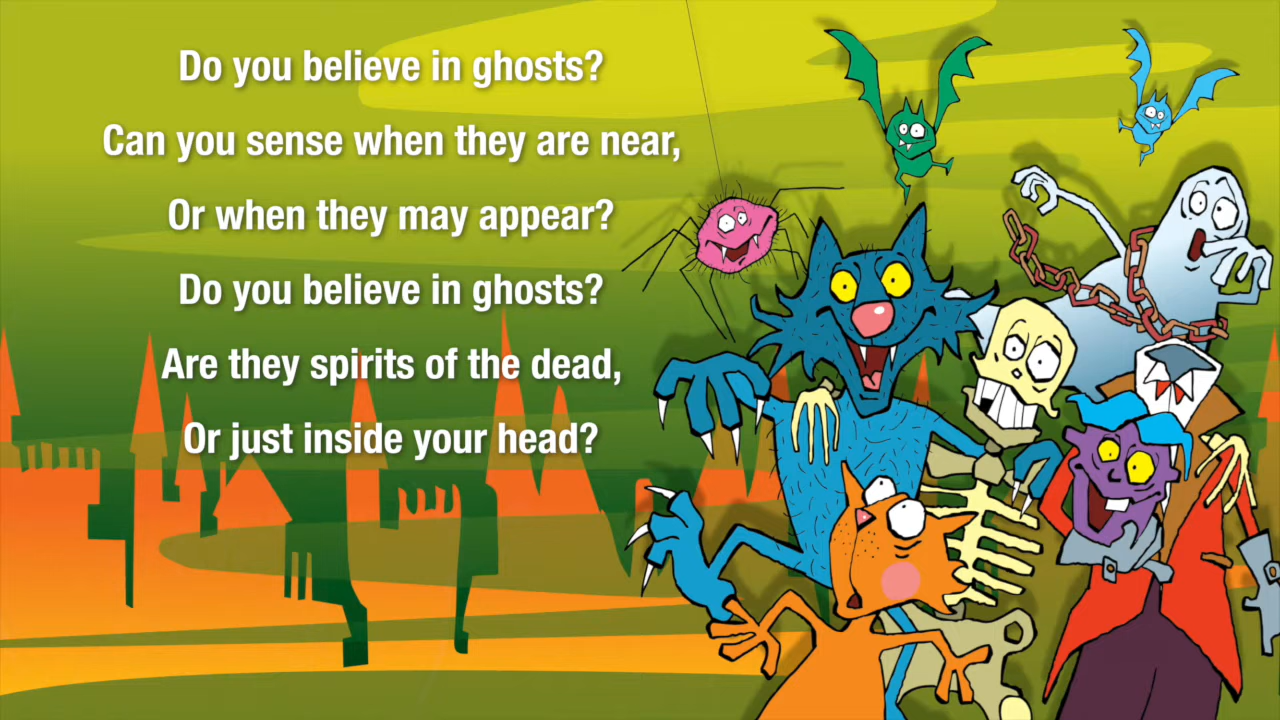 Do you believe in ghosts?
Can you sense when they are near,
Or when they may appear?
Do you believe in ghosts?
Are they spirits of the dead,
Or just inside your head?